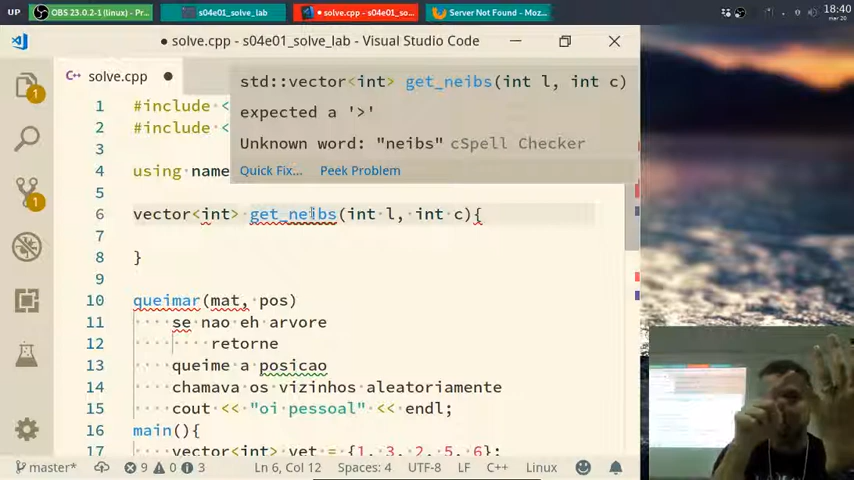 UP OBS 23.0.2-1 (linux) - Pr... s04e01_solve_lab • solve.cpp - s04e01_so... Server Not Found - Moz... 18:40
mar 20
● solve.cpp - s04e01_solve_lab - Visual Studio Code
solve.cpp ●
std::vector<int> get_neibs(int l, int c)
expected a '>'
Unknown word: "neibs" cSpell Checker
Quick Fix... Peek Problem
1 #include <
2 #include <
3
4 using name
5
6 vector<int> get_neibs(int l, int c){
7
8 }
9
10 queimar(mat, pos)
11 se nao eh arvore
12 retorne
13 queime a posicao
14 chamava os vizinhos aleatoriamente
15 cout << "oi pessoal" << endl;
16 main(){
17 vector<int> vet = {1, 3, 2, 5, 6};
master* 9 0 3 Ln 6, Col 12 Spaces: 4 UTF-8 LF C++ Linux